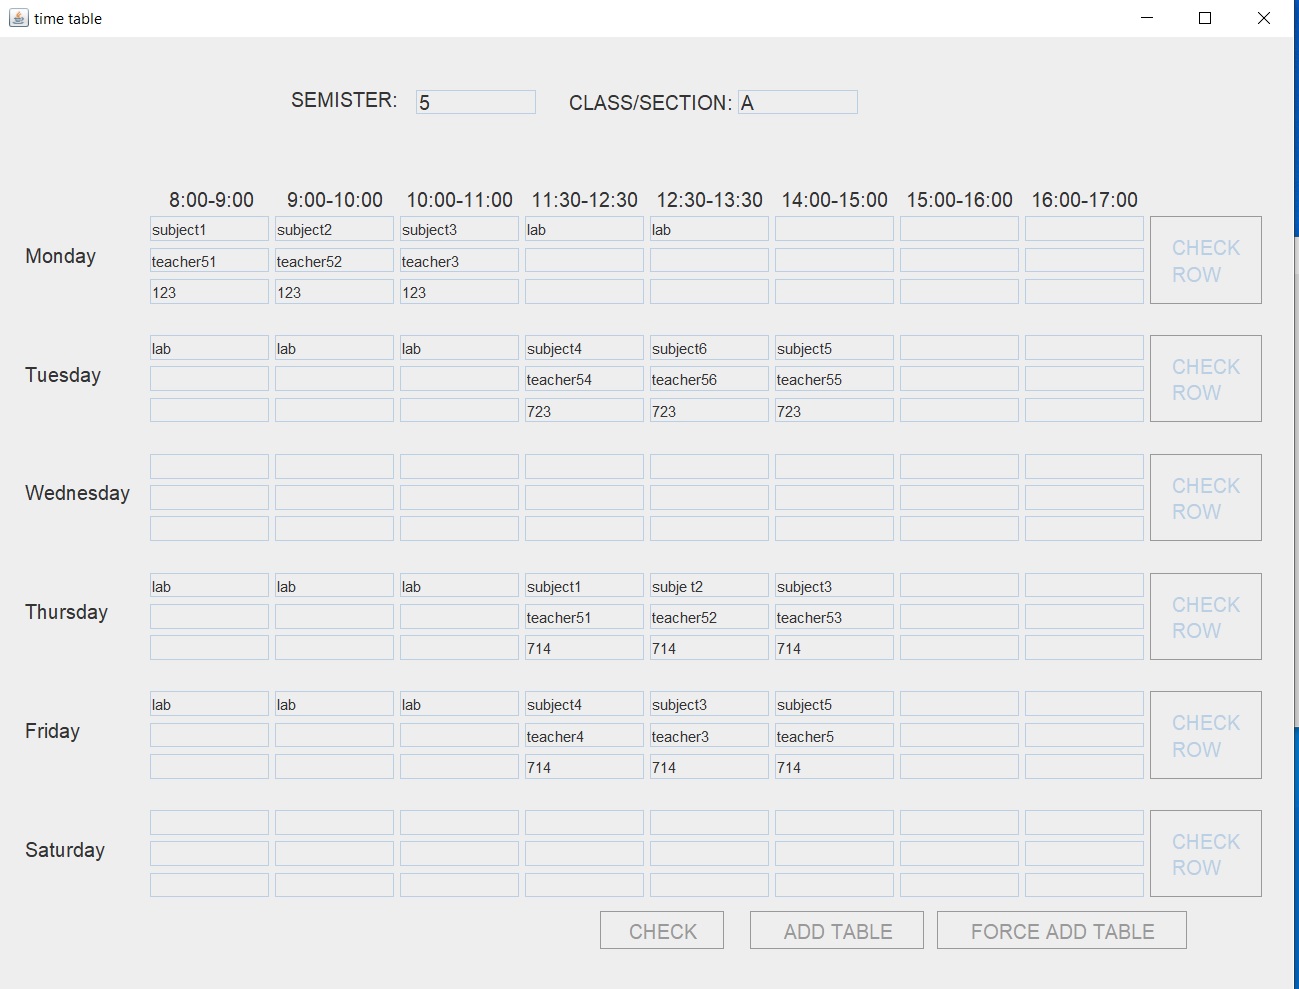 time table
SEMISTER: 5 CLASS/SECTION: A
8:00-9:00 9:00-10:00 10:00-11:00 11:30-12:30 12:30-13:30 14:00-15:00 15:00-16:00 16:00-17:00
subject1 subject2 subject3 lab lab
Monday
teacher51 teacher52 teacher3
123 123 123
CHECK
ROW
lab lab lab subject4 subject6 subject5
Tuesday
teacher54 teacher56 teacher55
723 723 723
CHECK
ROW
Wednesday
CHECK
ROW
lab lab lab subject1 subje t2 subject3
Thursday
teacher51 teacher52 teacher53
714 714 714
CHECK
ROW
lab lab lab subject4 subject3 subject5
Friday
teacher4 teacher3 teacher5
714 714 714
CHECK
ROW
Saturday
CHECK
ROW
CHECK ADD TABLE FORCE ADD TABLE